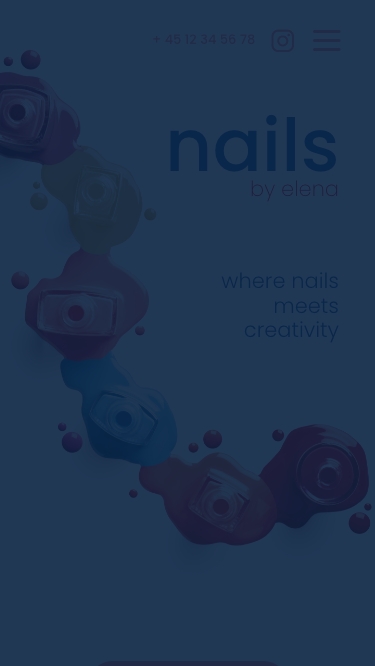 + 45 12 34 56 78
nails
by elena
where nails
meets
creativity